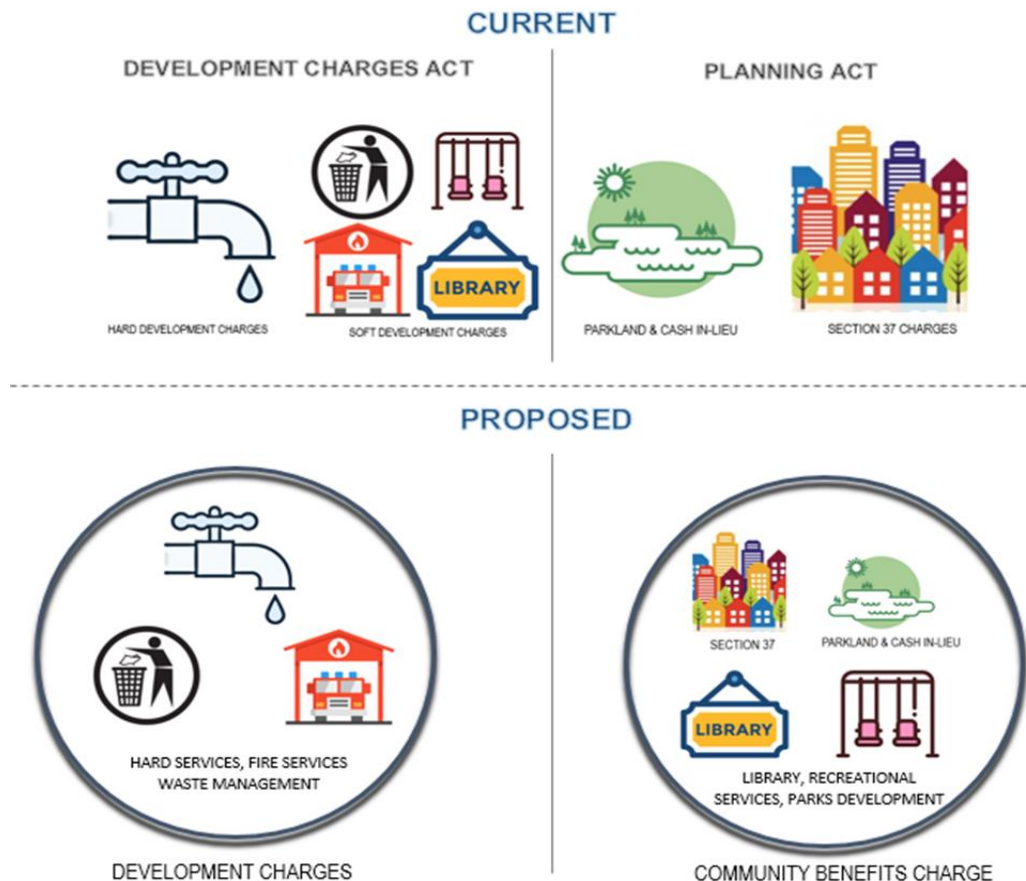 CURRENT
DEVELOPMENT CHARGES ACT
PLANNING ACT
LIBRARY
HARD DEVELOPMENT CHARGES
SOFT DEVELOPMENT CHARGES
PARKLAND & CASH IN-LIEU
SECTION 37 CHARGES
PROPOSED
SECTION 37
PARKLAND & CASH IN-LIEU
LIBRARY
HARD SERVICES, FIRE SERVICES
WASTE MANAGEMENT
LIBRARY, RECREATIONAL
SERVICES, PARKS DEVELOPMENT
DEVELOPMENT CHARGES
COMMUNITY BENEFITS CHARGE